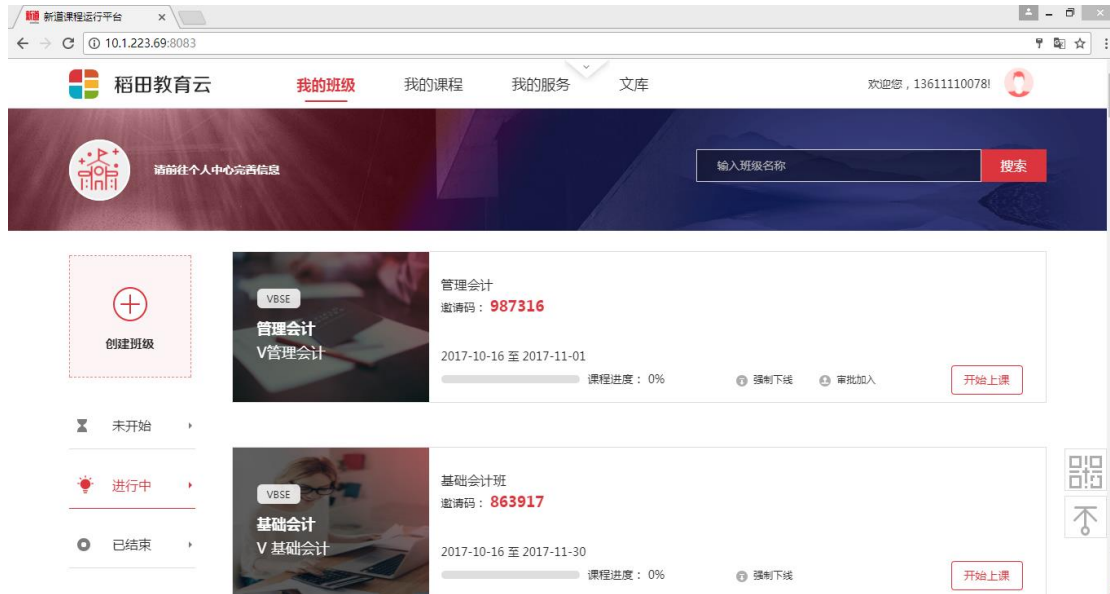 新道课程运行平台
10.1.223.69:8083
稻田教育云 我的班级 我的课程 我的服务 文库 欢迎您，13611110078!
请前往个人中心完善信息 输入班级名称 搜索
创建班级
未开始
进行中
已结束
VBSE
管理会计
V管理会计
管理会计
邀请码： 987316
2017-10-16 至 2017-11-01
课程进度： 0% 强制下线 审批加入 开始上课
VBSE
基础会计
V 基础会计
基础会计班
邀请码： 863917
2017-10-16 至 2017-11-30
课程进度： 0% 强制下线 开始上课